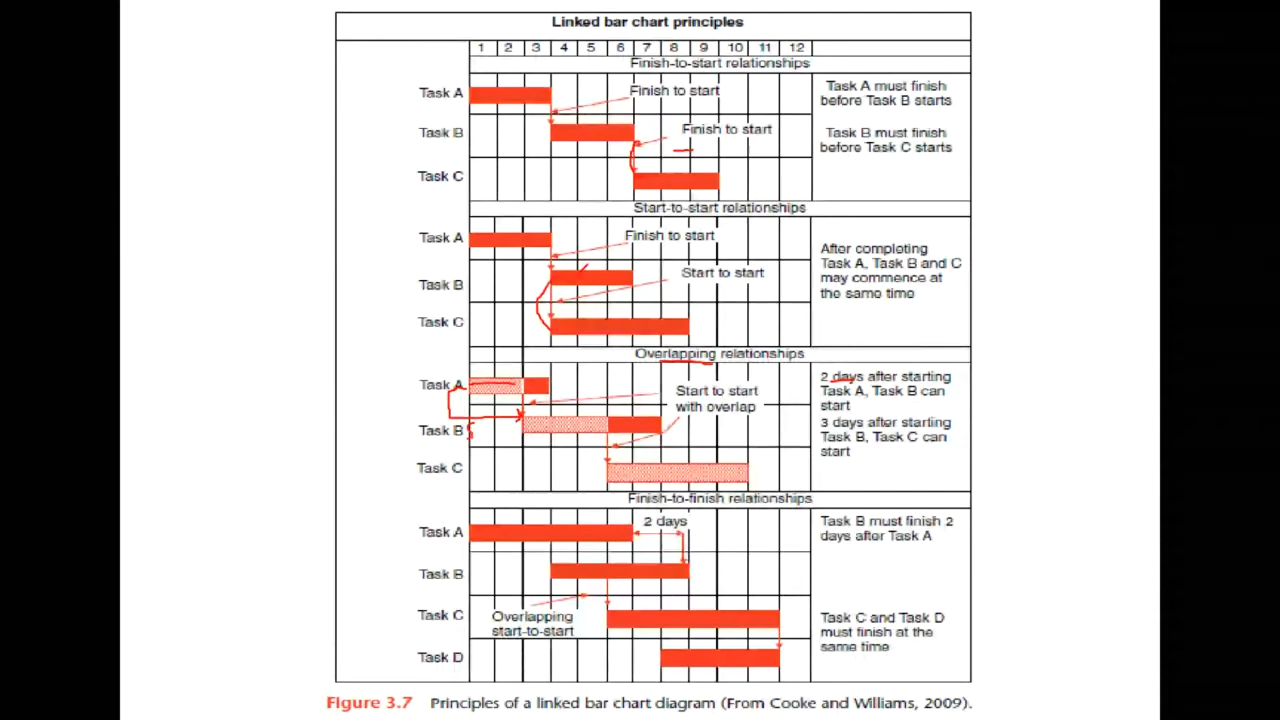 Linked bar chart principles
1 2 3 4 5 6 7 8 9 10 11 12
Finish-to-start relationships
Task A
Finish to start
Task A must finish
before Task B starts
Task B
Finish to start
Task B must finish
before Task C starts
Task C
Start-to-start relationships
Task A
Finish to start
After completing
Task A, Task B and C
may commence at
the same time
Task B
Start to start
Task C
Overlapping relationships
Task A
Start to start
with overlap
2 days after starting
Task A, Task B can
start
3 days after starting
Task B, Task C can
start
Task B
Task C
Finish-to-finish relationships
Task A
2 days
Task B must finish 2
days after Task A
Task B
Task C
Overlapping
start-to-start
Task C and Task D
must finish at the
same time
Task D
Figure 3.7 Principles of a linked bar chart diagram (From Cooke and Williams, 2009).